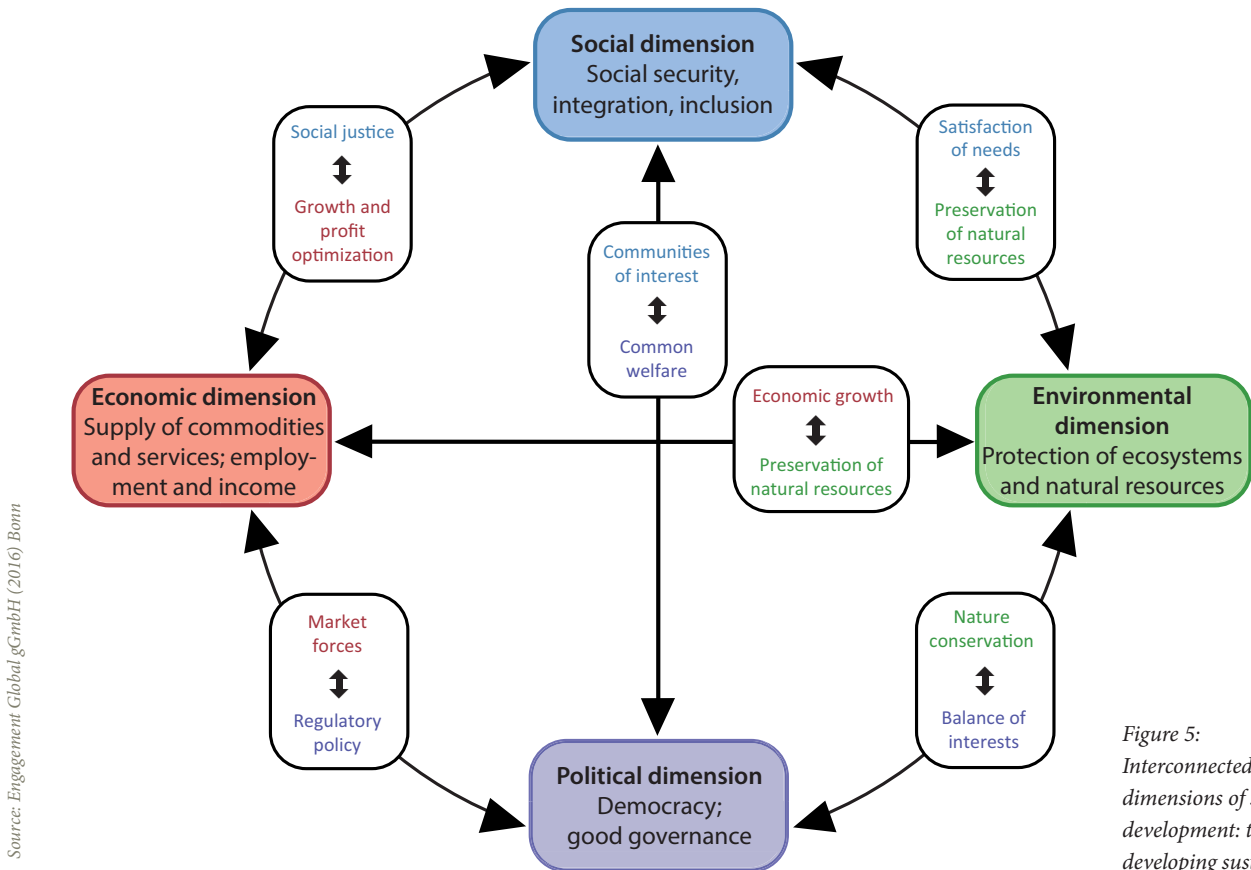 Social dimension
Social security,
integration, inclusion
Social justice
Growth and
profit
optimization
Satisfaction
of needs
Preservation
of natural
resources
Communities
of interest
Common
welfare
Economic dimension
Supply of commodities
and services; employ-
ment and income
Economic growth
Preservation of
natural resources
Environmental
dimension
Protection of ecosystems
and natural resources
Market
forces
Regulatory
policy
Nature
conservation
Balance of
interests
Political dimension
Democracy;
good governance
Source: Engagement Global gGmbH (2016) Bonn
Figure 5:
Interconnected
dimensions of
development:
developing